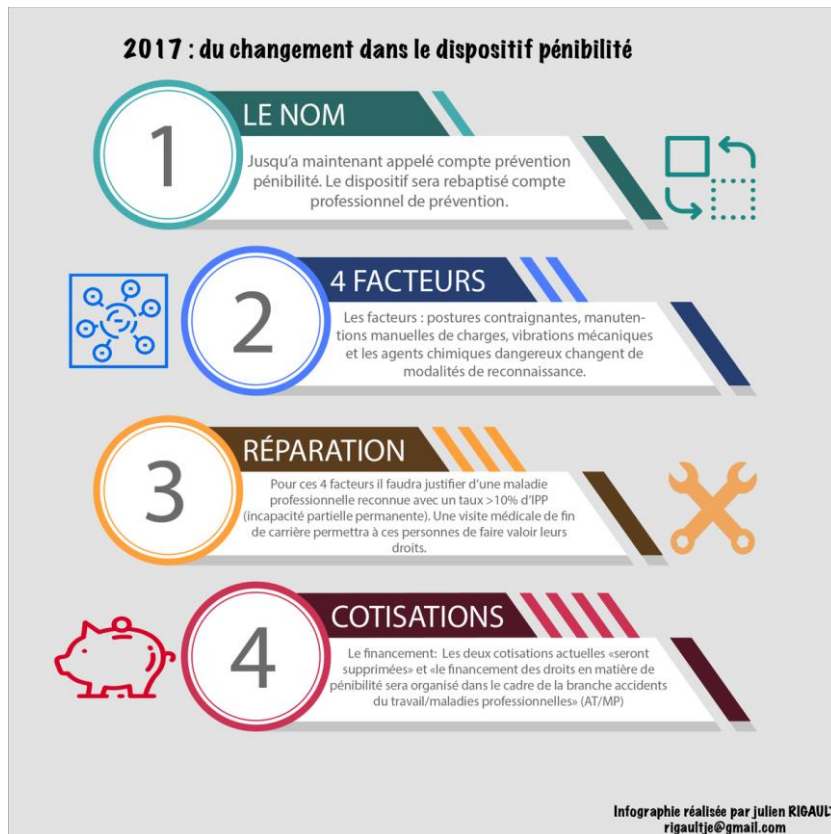 2017 : du changement dans le dispositif pénibilité
1
LE NOM
Jusqu'a maintenant appelé compte prévention
pénibilité. Le dispositif sera rebaptisé compte
professionnel de prévention.
2
4 FACTEURS
Les facteurs : postures contraignantes, manuten-
tions manuelles de charges, vibrations mécaniques
et les agents chimiques dangereux changent de
modalités de reconnaissance.
3
RÉPARATION
Pour ces 4 facteurs il faudra justifier d'une maladie
professionnelle reconnue avec un taux >10% d'IPP
(incapacité partielle permanente). Une visite médicale de fin
de carrière permettra à ces personnes de faire valoir leurs
droits.
4
COTISATIONS
Le financement: Les deux cotisations actuelles «seront
supprimées» et «le financement des droits en matière de
pénibilité sera organisé dans le cadre de la branche accidents
du travail/maladies professionnelles» (AT/MP)
Infographie réalisée par julien RIGAULT
rigaultje@gmail.com